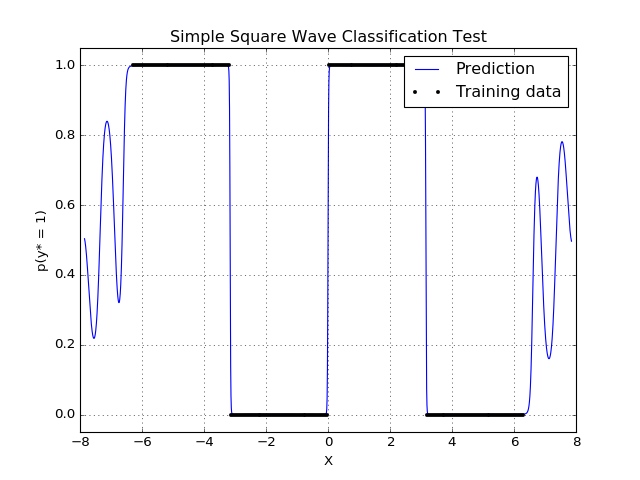 Simple Square Wave Classification Test
Prediction
Training data
p(y* = 1)
1.0
0.8
0.6
0.4
0.2
0.0
−8 −6 −4 −2 0 2 4 6 8
X